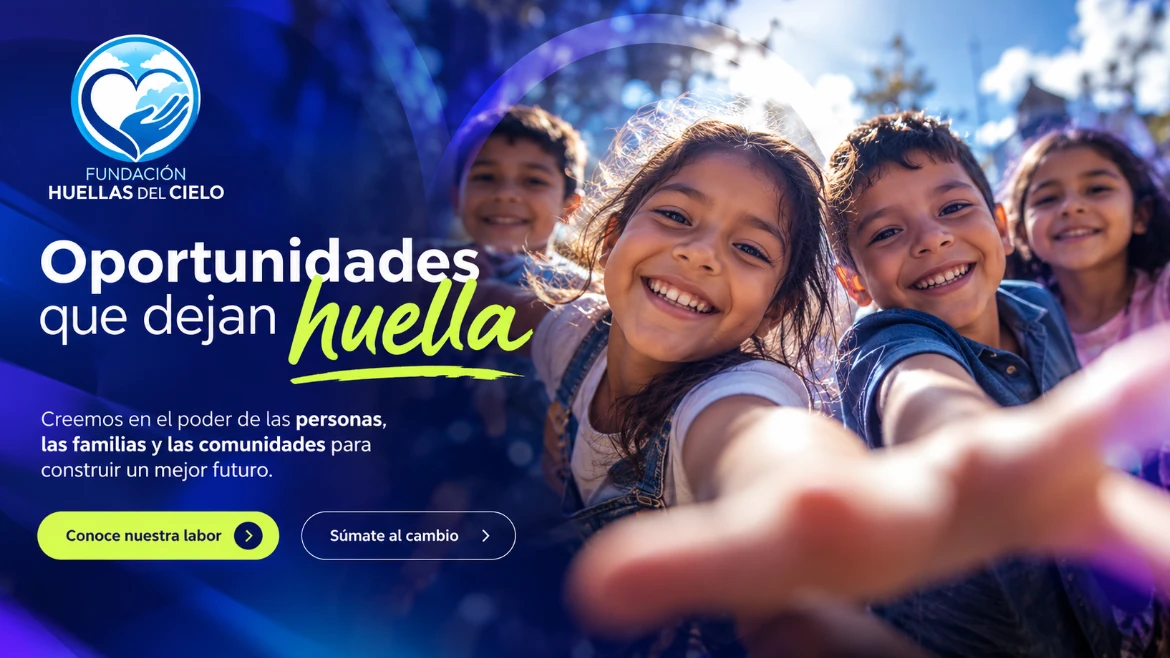 FUNDACIÓN
HUELLAS DEL CIELO
Oportunidades
que dejan huella
Creemos en el poder de las personas,
las familias y las comunidades para
construir un mejor futuro.
Conoce nuestra labor
Súmate al cambio